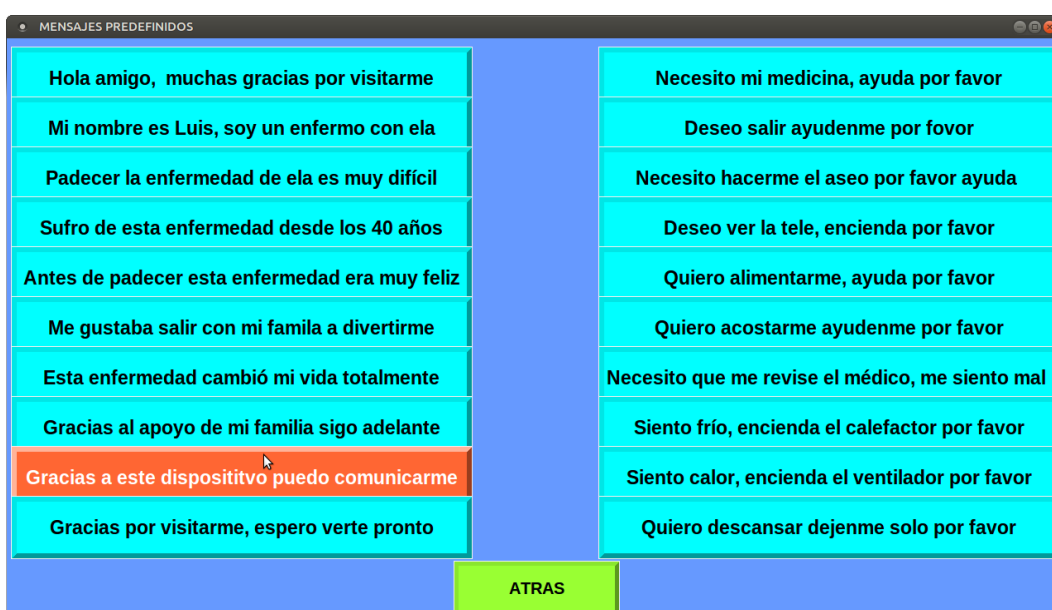 MENSAJES PREDEFINIDOS
Hola amigo, muchas gracias por visitarme
Mi nombre es Luis, soy un enfermo con ela
Padecer la enfermedad de ela es muy difícil
Sufro de esta enfermedad desde los 40 años
Antes de padecer esta enfermedad era muy feliz
Me gustaba salir con mi famila a divertirme
Esta enfermedad cambió mi vida totalmente
Gracias al apoyo de mi familia sigo adelante
Gracias a este disposititvo puedo comunicarme
Gracias por visitarme, espero verte pronto
Necesito mi medicina, ayuda por favor
Deseo salir ayudenme por fovor
Necesito hacerme el aseo por favor ayuda
Deseo ver la tele, encienda por favor
Quiero alimentarme, ayuda por favor
Quiero acostarme ayudenme por favor
Necesito que me revise el médico, me siento mal
Siento frío, encienda el calefactor por favor
Siento calor, encienda el ventilador por favor
Quiero descansar dejenme solo por favor
ATRAS